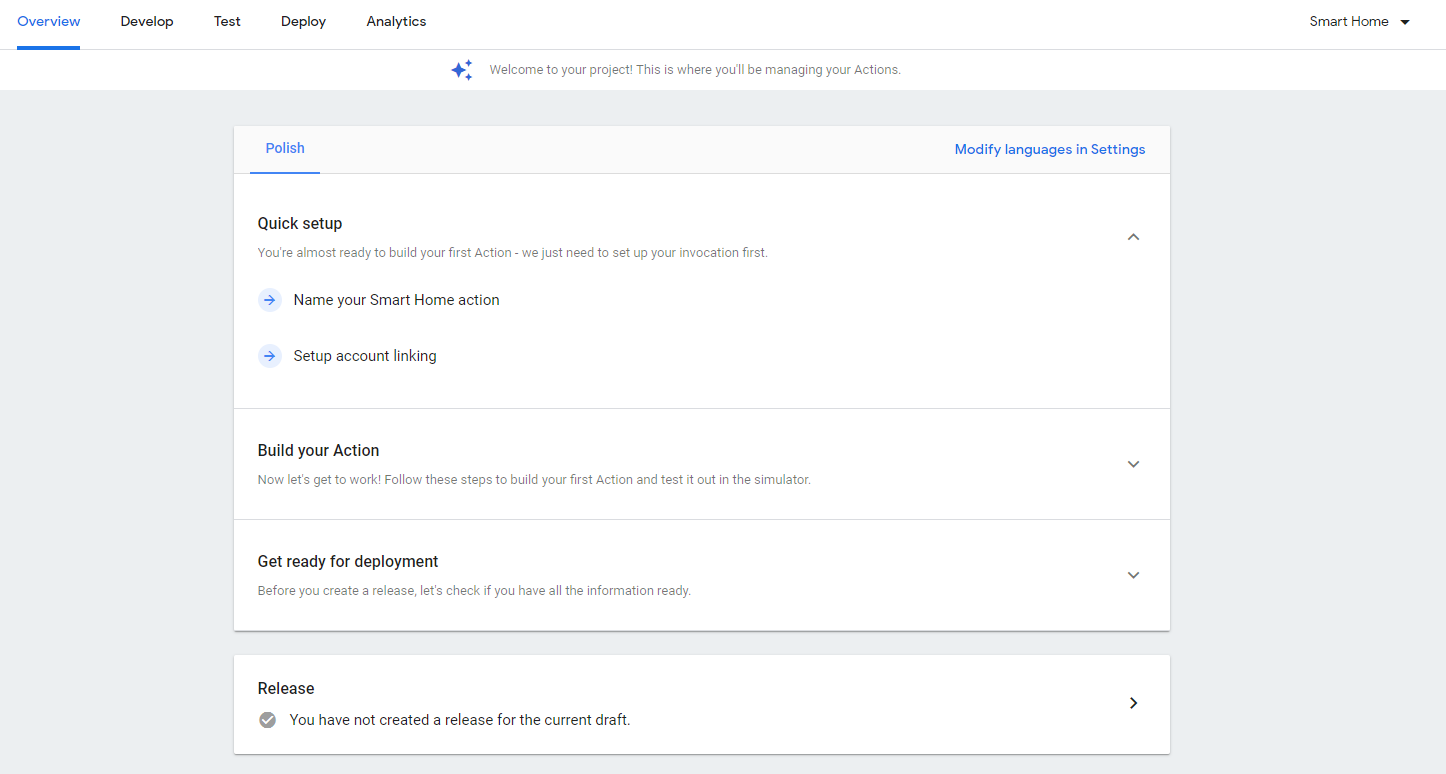 Overview Develop Test Deploy Analytics Smart Home
Welcome to your project! This is where you'll be managing your Actions.
Polish Modify languages in Settings
Quick setup
You're almost ready to build your first Action - we just need to set up your invocation first.
Name your Smart Home action
Setup account linking
Build your Action
Now let's get to work! Follow these steps to build your first Action and test it out in the simulator.
Get ready for deployment
Before you create a release, let's check if you have all the information ready.
Release
You have not created a release for the current draft.